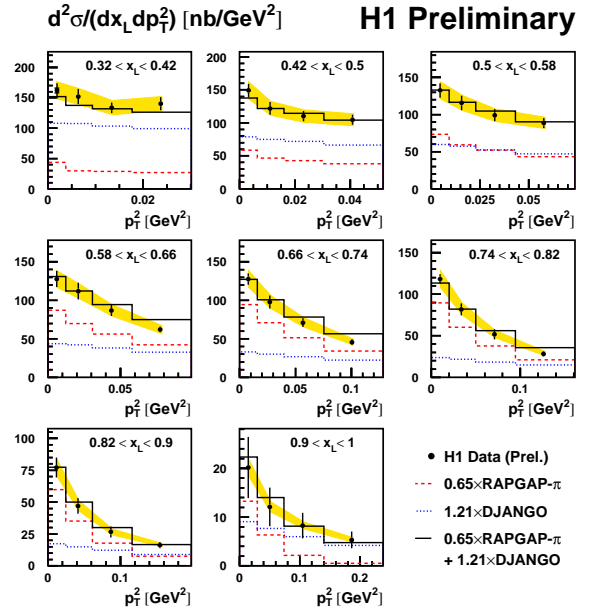 d²σ/(dx_L dp_T²) [nb/GeV²] H1 Preliminary
0.32 < x_L < 0.42
200
150
100
50
0
0 0.02
p_T² [GeV²]
0.42 < x_L < 0.5
200
150
100
50
0
0 0.02 0.04
p_T² [GeV²]
0.5 < x_L < 0.58
150
100
50
0
0 0.025 0.05
p_T² [GeV²]
0.58 < x_L < 0.66
150
100
50
0
0.05
p_T² [GeV²]
0.66 < x_L < 0.74
150
100
50
0
0 0.05 0.1
p_T² [GeV²]
0.74 < x_L < 0.82
150
100
50
0
0 0.1
p_T² [GeV²]
0.82 < x_L < 0.9
100
75
50
25
0
0 0.1
p_T² [GeV²]
0.9 < x_L < 1
20
10
0
0 0.1 0.2
p_T² [GeV²]
H1 Data (Prel.)
0.65×RAPGAP-π
1.21×DJANGO
0.65×RAPGAP-π
+ 1.21×DJANGO